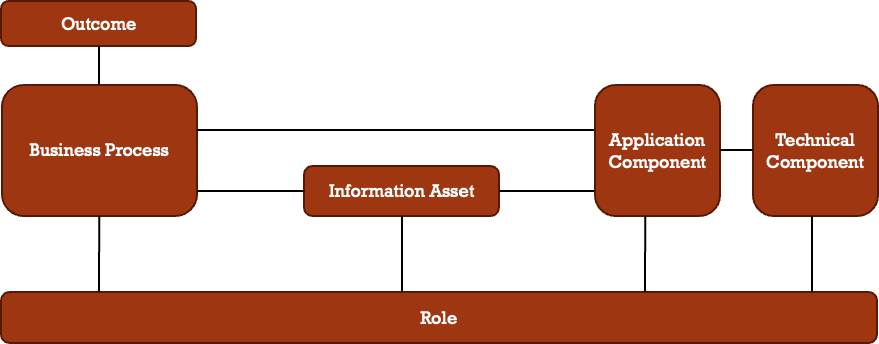 Outcome
Business Process
Application
Component
Technical
Component
Information Asset
Role